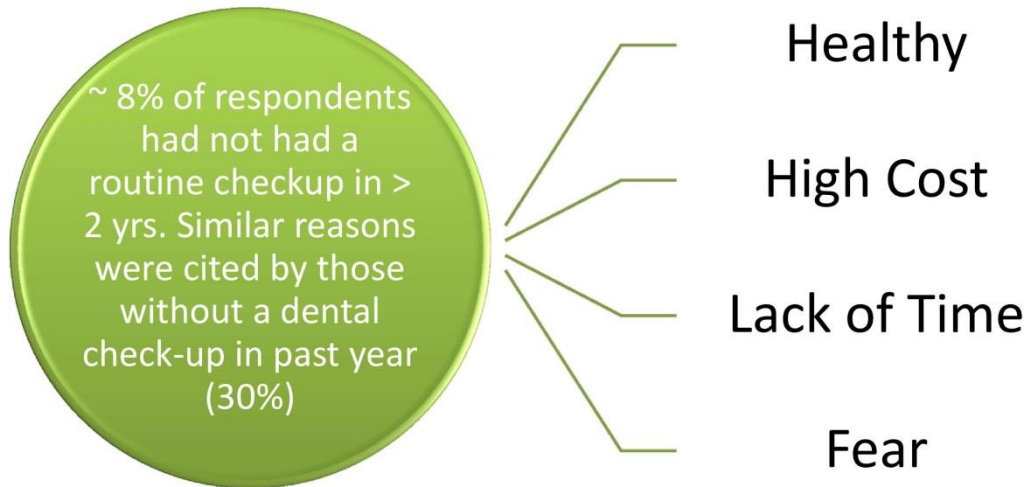 ~ 8% of respondents
had not had a
routine checkup in >
2 yrs. Similar reasons
were cited by those
without a dental
check-up in past year
(30%)
Healthy
High Cost
Lack of Time
Fear